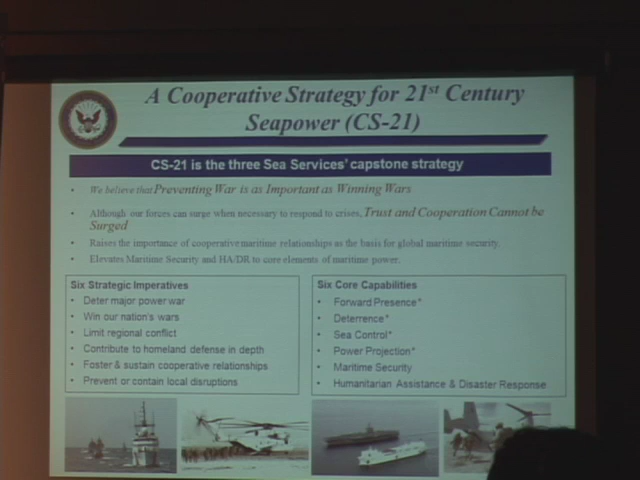 A Cooperative Strategy for 21st Century
Seapower (CS-21)
CS-21 is the three Sea Services' capstone strategy
• We believe that Preventing War is as Important as Winning Wars
• Although our forces can surge when necessary to respond to crises, Trust and Cooperation Cannot be
Surged
• Raises the importance of cooperative maritime relationships as the basis for global maritime security.
• Elevates Maritime Security and HA/DR to core elements of maritime power.
Six Strategic Imperatives
• Deter major power war
• Win our nation's wars
• Limit regional conflict
• Contribute to homeland defense in depth
• Foster & sustain cooperative relationships
• Prevent or contain local disruptions
Six Core Capabilities
• Forward Presence*
• Deterrence*
• Sea Control*
• Power Projection*
• Maritime Security
• Humanitarian Assistance & Disaster Response